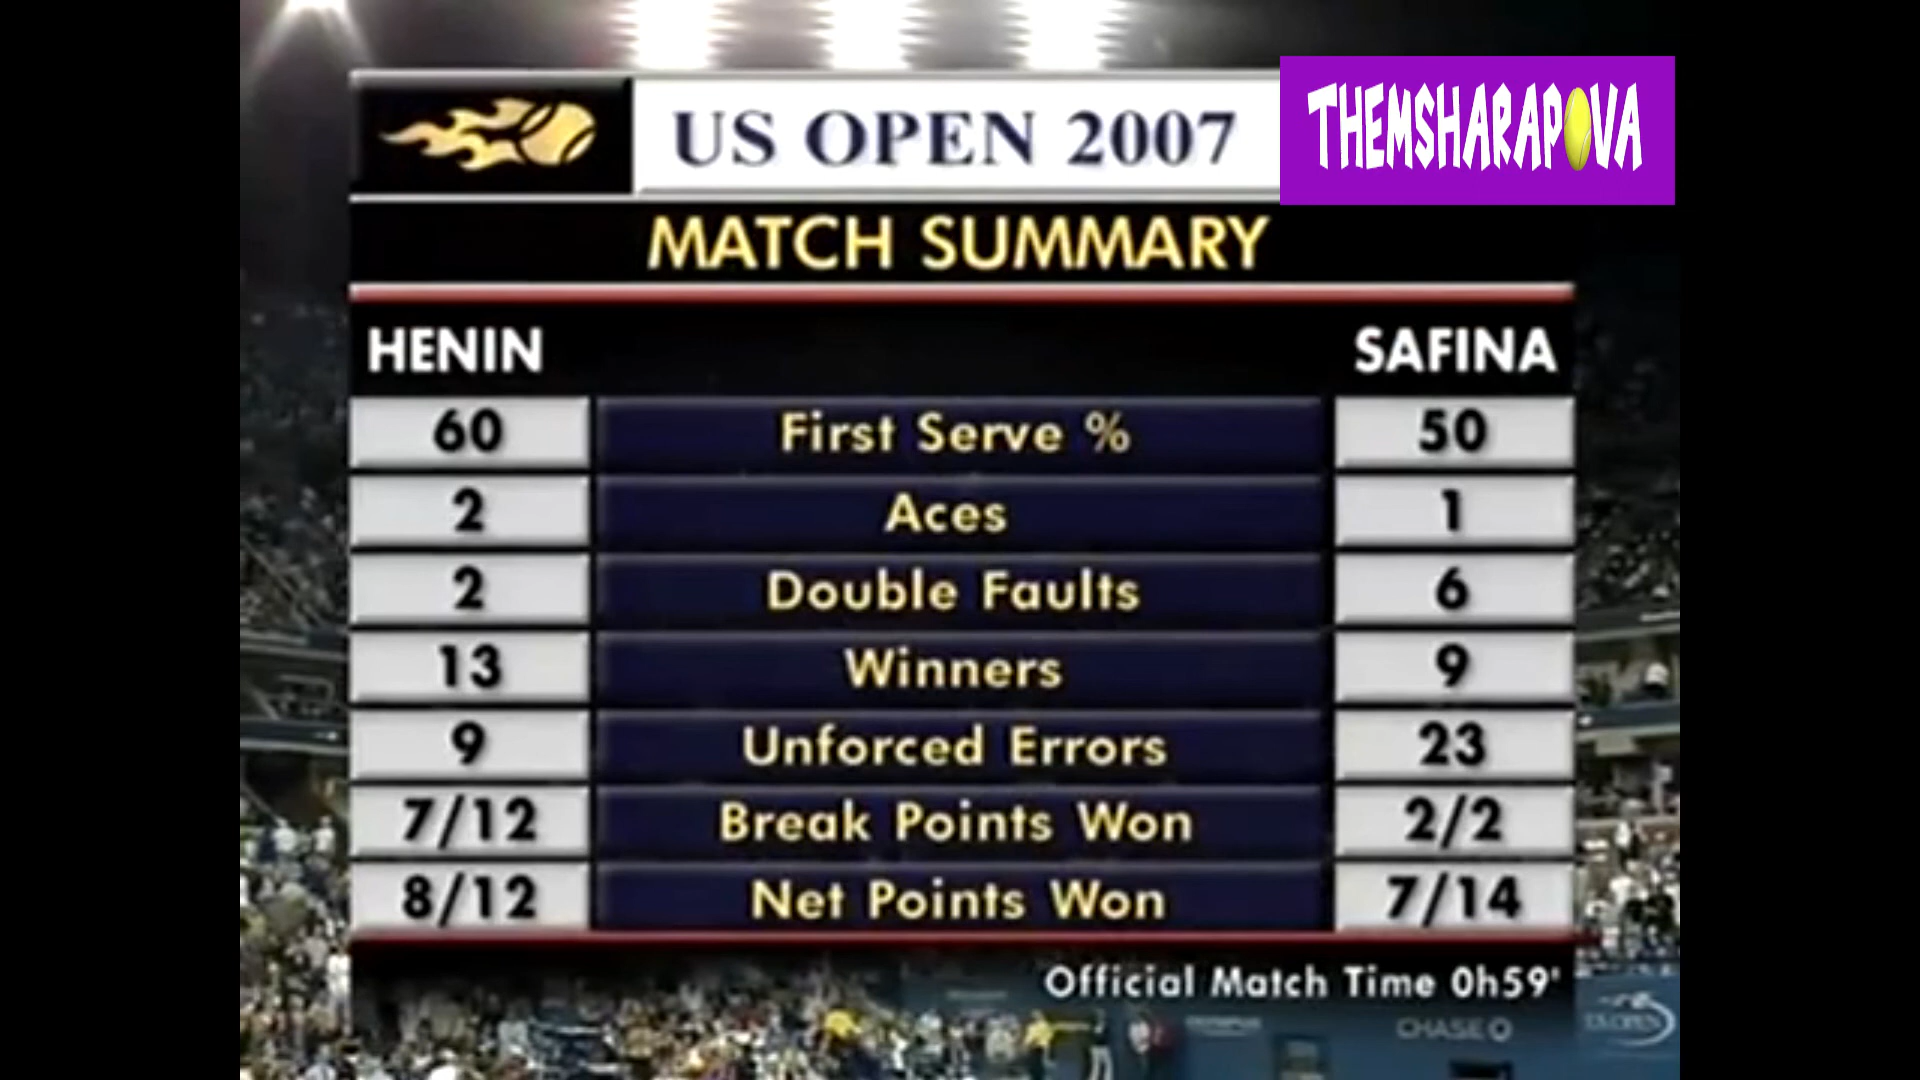 US OPEN 2007
THEMSHARAPOVA
MATCH SUMMARY
HENIN SAFINA
60 First Serve % 50
2 Aces 1
2 Double Faults 6
13 Winners 9
9 Unforced Errors 23
7/12 Break Points Won 2/2
8/12 Net Points Won 7/14
Official Match Time 0h59'
CHASE
US OPEN